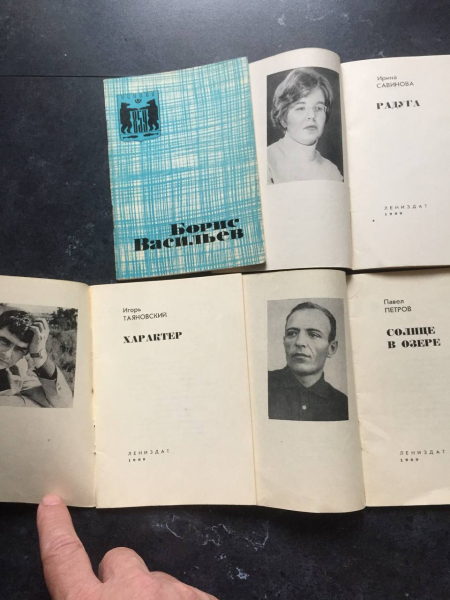 Борис
Васильев
Ирина
САВИНОВА
РАДУГА
ЛЕНИЗДАТ
Игорь
ТАЯНОВСКИЙ
ХАРАКТЕР
ЛЕНИЗДАТ
Павел
ПЕТРОВ
СОЛНЦЕ
В ОЗЕРЕ
ЛЕНИЗДАТ